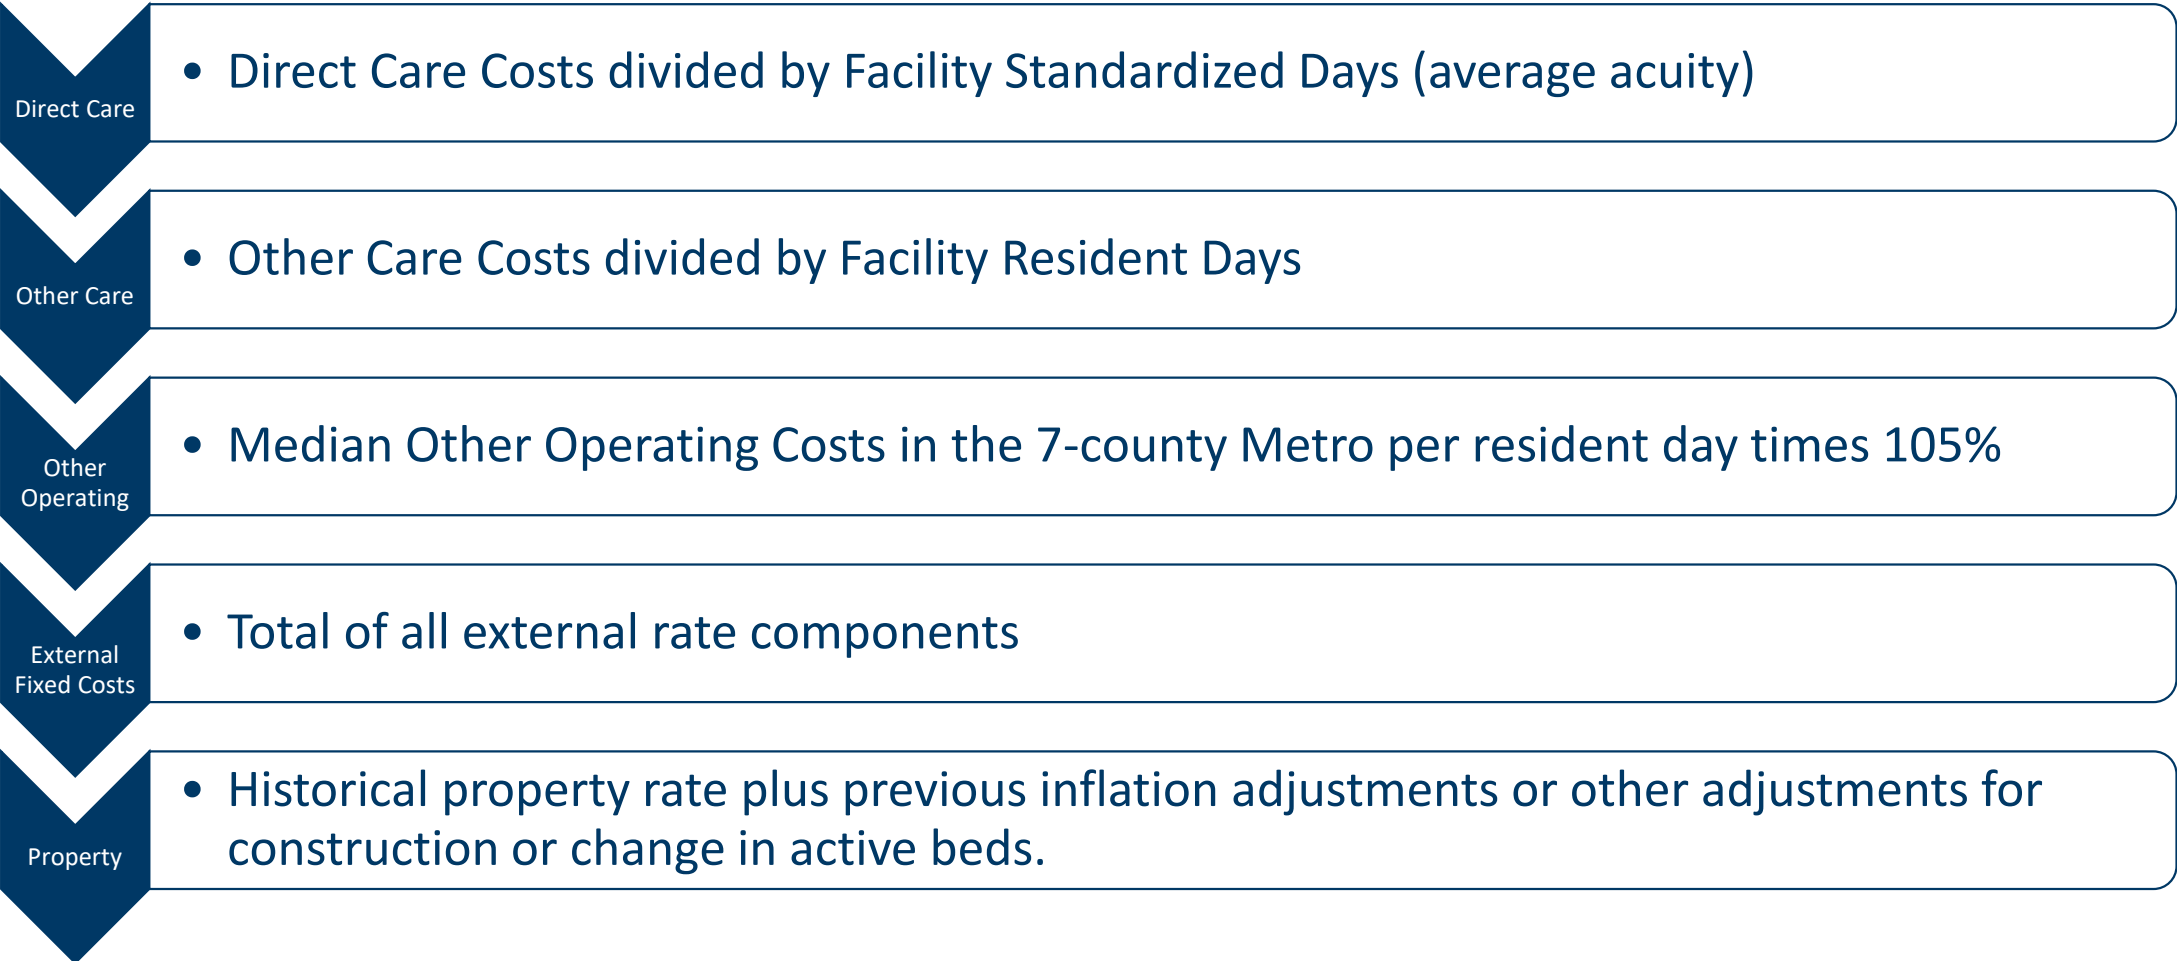 Direct Care
• Direct Care Costs divided by Facility Standardized Days (average acuity)
Other Care
• Other Care Costs divided by Facility Resident Days
Other
Operating
• Median Other Operating Costs in the 7-county Metro per resident day times 105%
External
Fixed Costs
• Total of all external rate components
Property
• Historical property rate plus previous inflation adjustments or other adjustments for
construction or change in active beds.